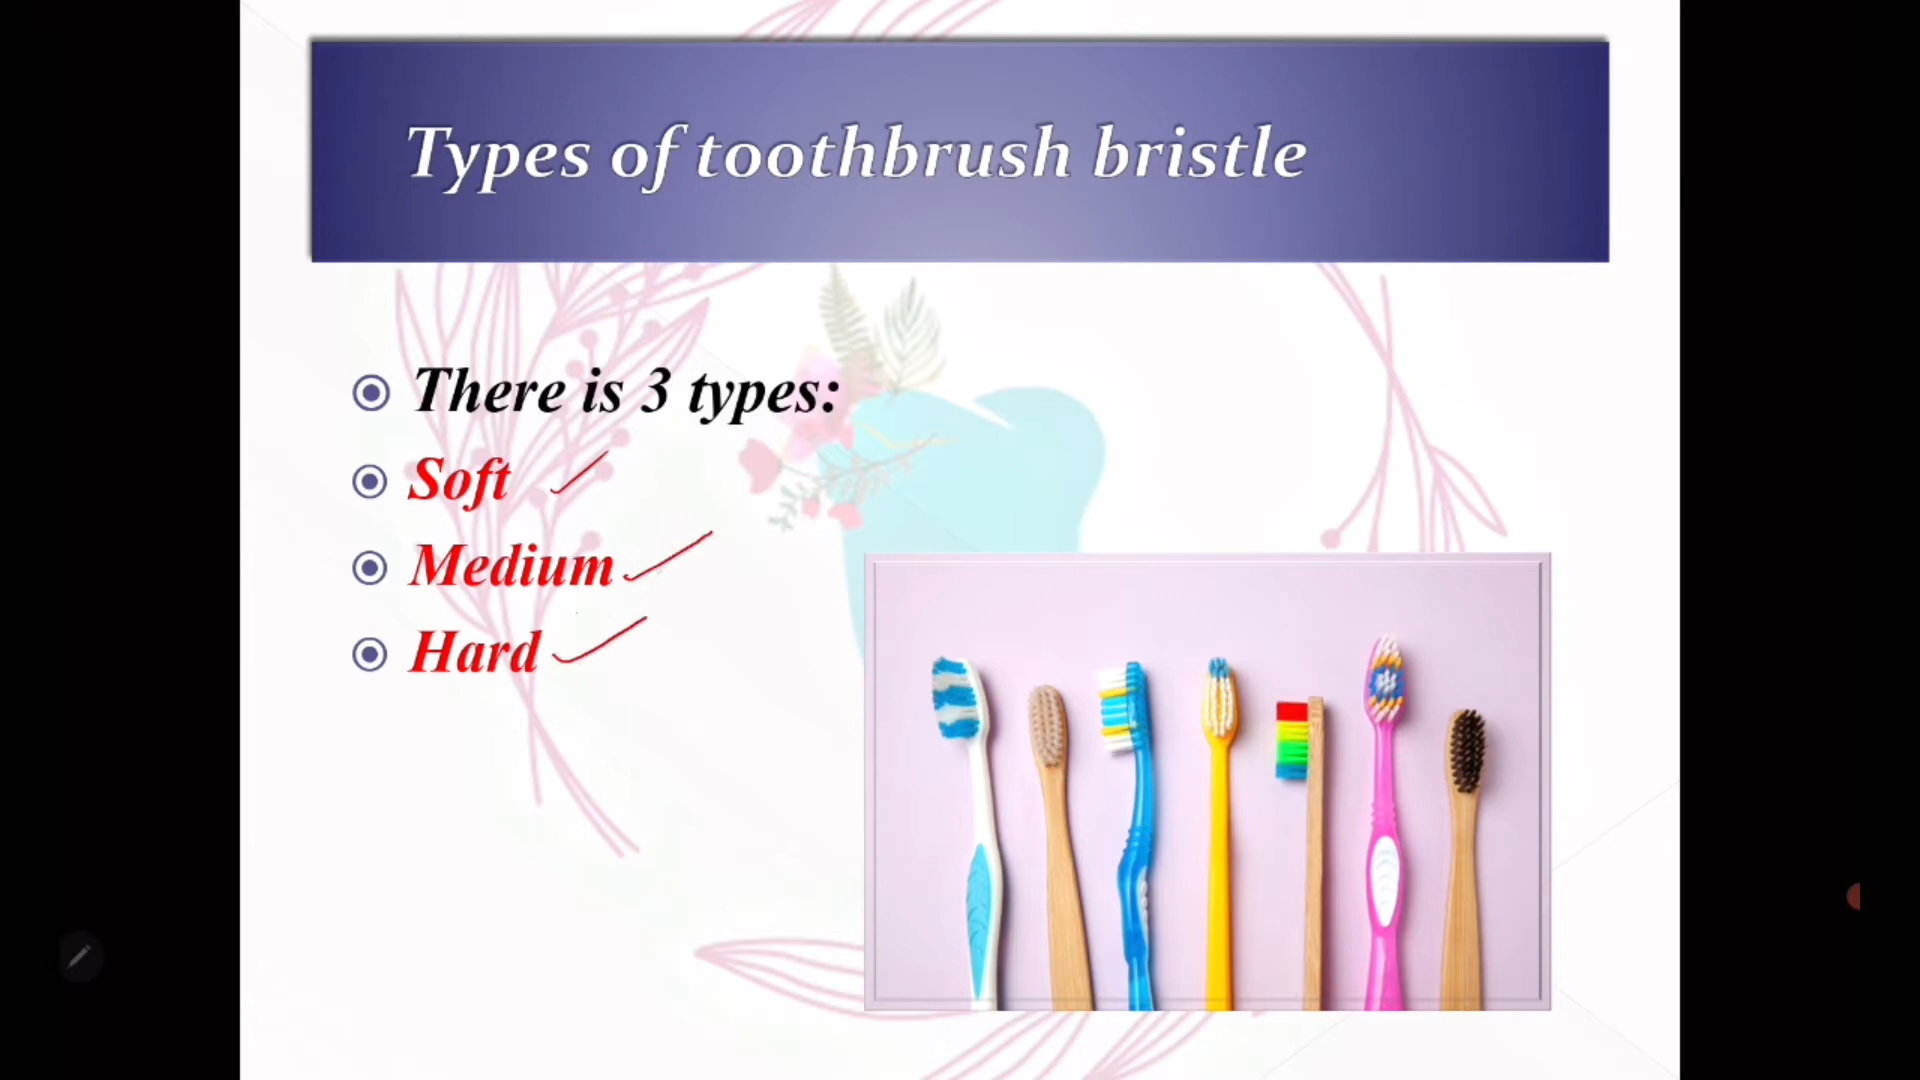 Types of toothbrush bristle
There is 3 types:
Soft
Medium
Hard